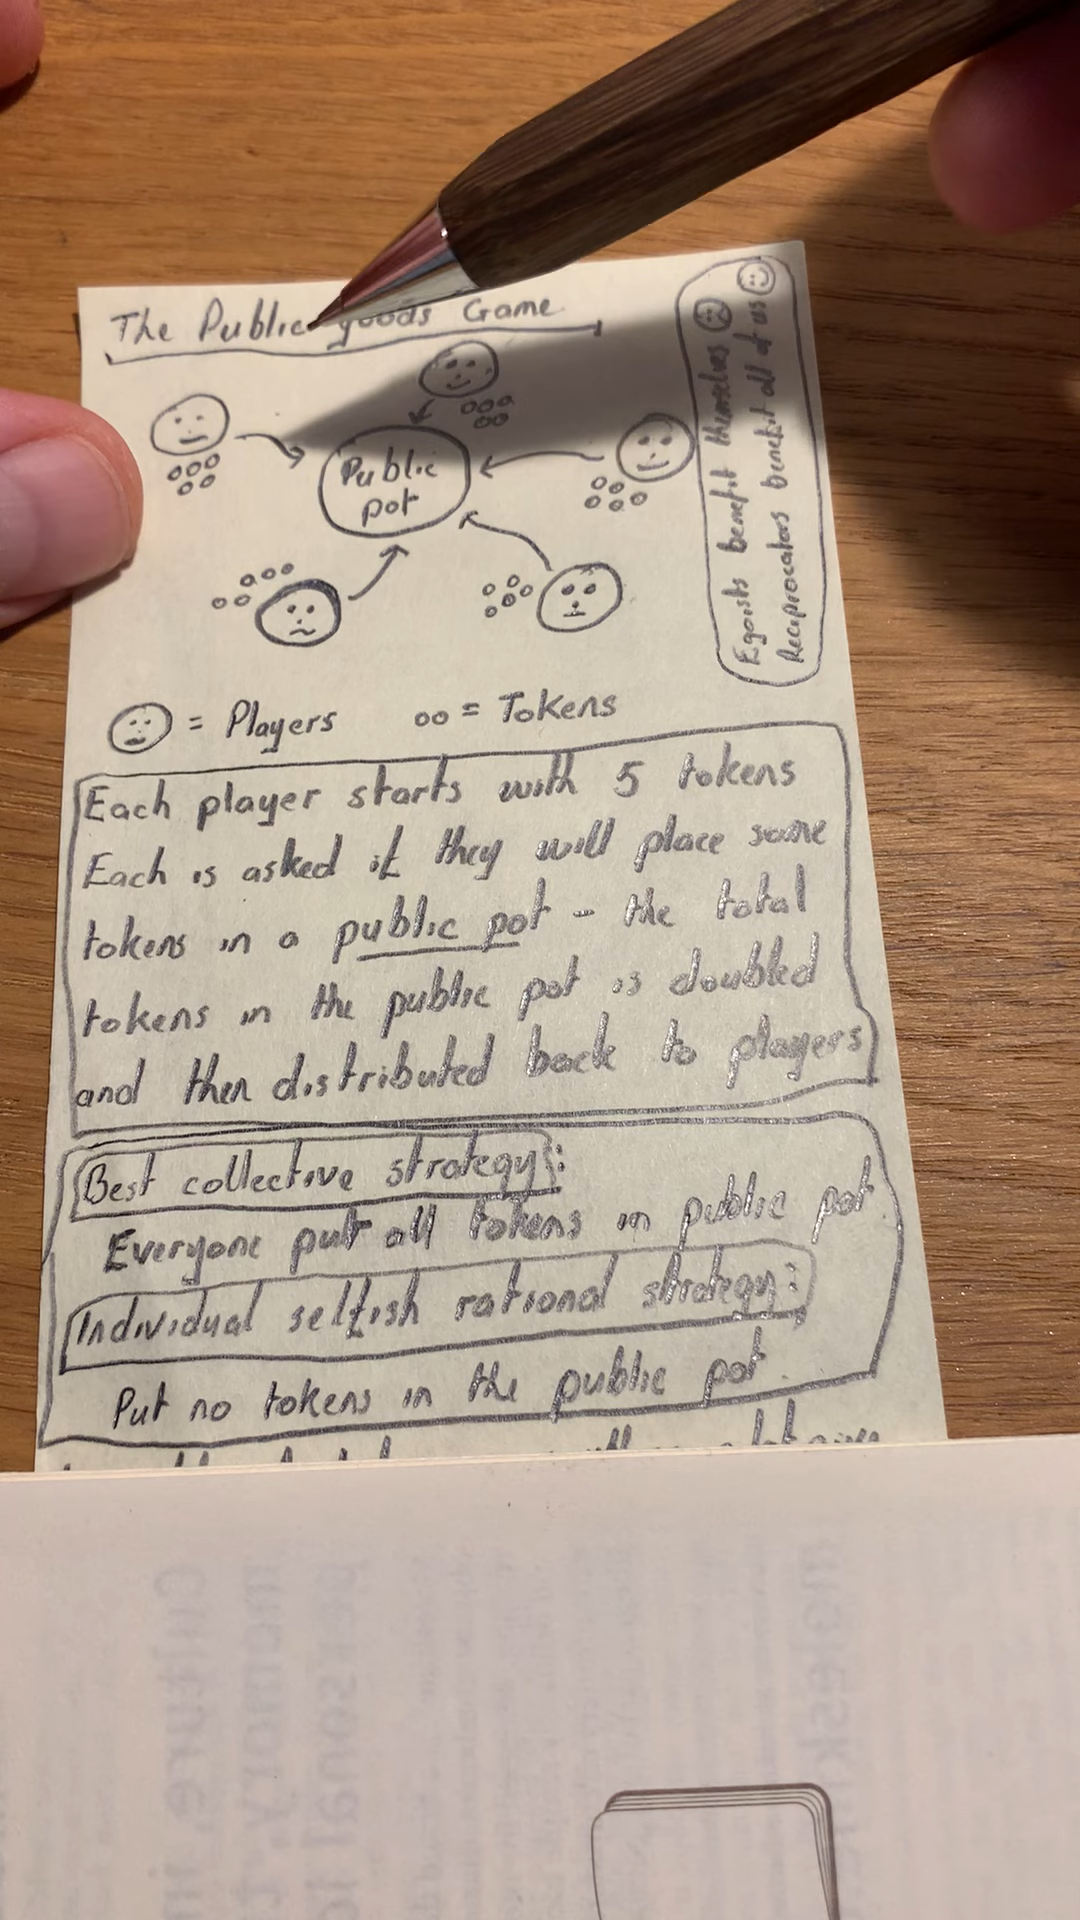 The Public goods Game
Public
pot
Egoists benefit themselves
Reciprocators benefit all of us
= Players
= Tokens
Each player starts with 5 tokens
Each is asked if they will place some
tokens in a public pot - the total
tokens in the public pot is doubled
and then distributed back to players
Best collective strategy:
Everyone put all tokens in public pot.
Individual selfish rational strategy:
Put no tokens in the public pot.